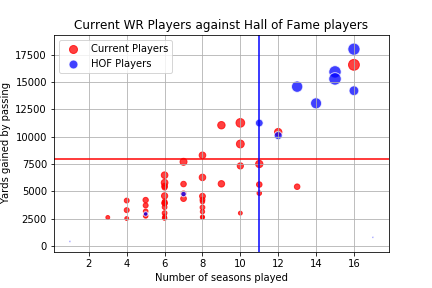 Current WR Players against Hall of Fame players
Current Players
HOF Players
17500
15000
12500
10000
7500
5000
2500
0
Yards gained by passing
2 4 6 8 10 12 14 16
Number of seasons played